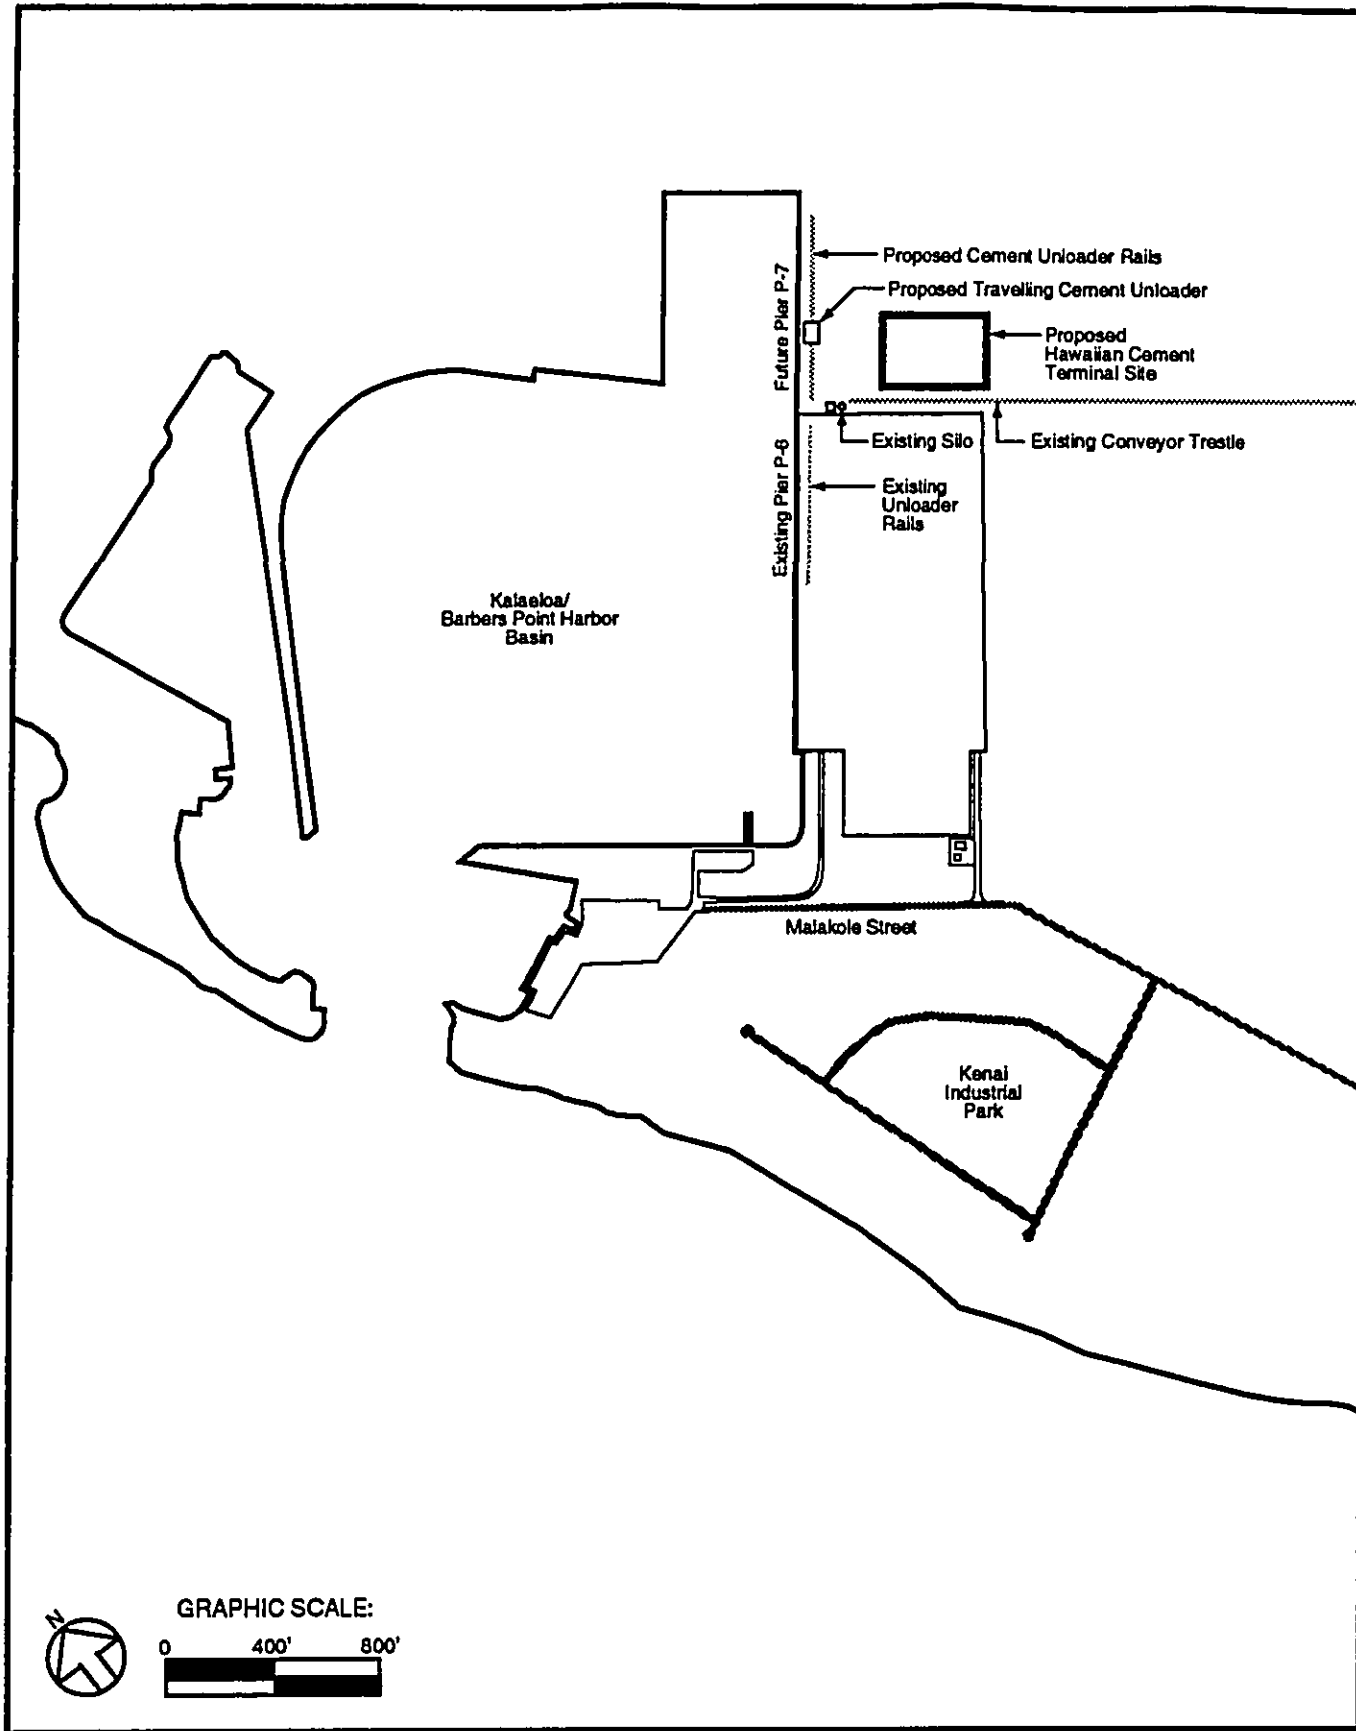 Proposed Cement Unloader Rails
Proposed Travelling Cement Unloader
Future Pier P-7
Proposed
Hawaiian Cement
Terminal Site
Existing Silo
Existing Conveyor Trestle
Existing Pier P-6
Existing
Unloader
Rails
Kalaeloa/
Barbers Point Harbor
Basin
Malakole Street
Kenai
Industrial
Park
N
GRAPHIC SCALE:
0 400' 800'